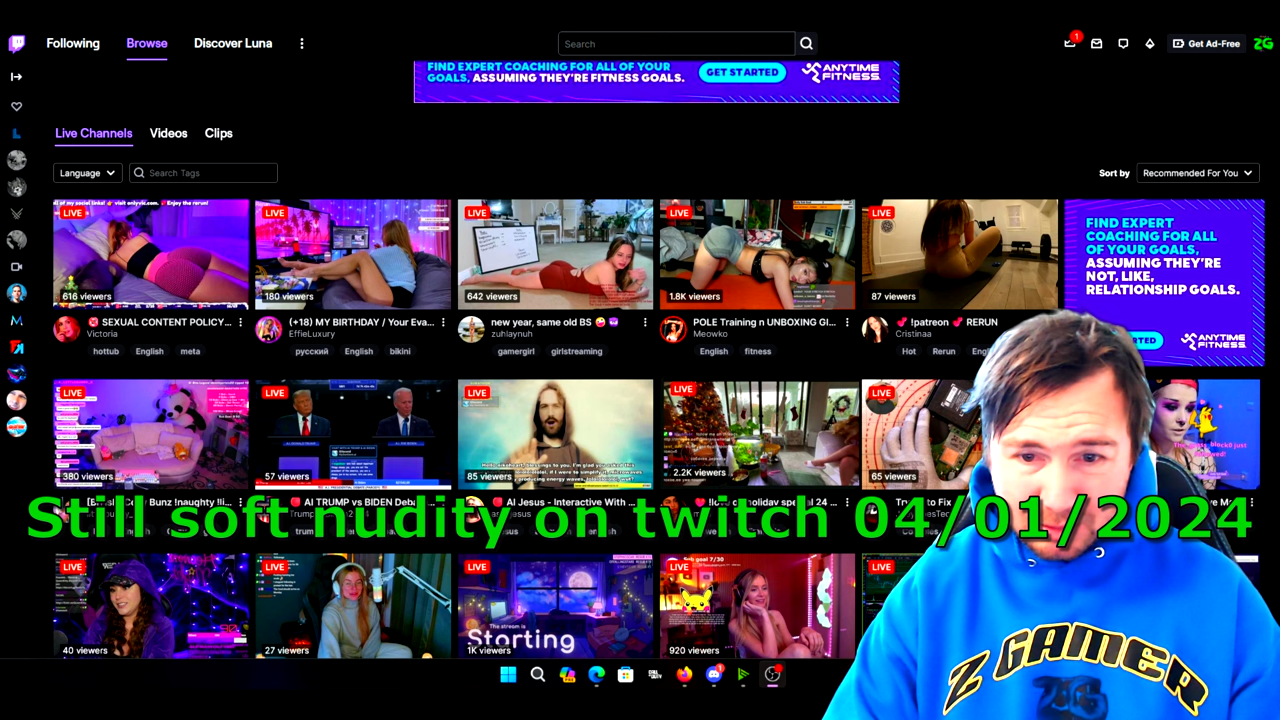 Following
Browse
Discover Luna
Search
1
Get Ad-Free
ZG
FIND EXPERT COACHING FOR ALL OF YOUR
GOALS, ASSUMING THEY'RE FITNESS GOALS.
GET STARTED
ANYTIME
FITNESS
Live Channels
Videos
Clips
Language
Search Tags
Sort by
Recommended For You
LIVE
616 viewers
LIVE
180 viewers
LIVE
642 viewers
LIVE
1.8K viewers
LIVE
87 viewers
FIND EXPERT
COACHING FOR ALL
OF YOUR GOALS,
ASSUMING THEY'RE
NOT, LIKE,
RELATIONSHIP GOALS.
ANYTIME
FITNESS
SEXUAL CONTENT POLICY...
Victoria
hottub English meta
(+18) MY BIRTHDAY / Your Eva...
EffieLuxury
русский English bikini
new year, same old BS
zuhlaynuh
gamergirl girlstreaming
POLE Training n UNBOXING GI...
Meowko
English fitness
!patreon RERUN
Cristinaa
Hot Rerun
LIVE
380 viewers
LIVE
57 viewers
LIVE
85 viewers
LIVE
2.2K viewers
LIVE
65 viewers
AI TRUMP vs BIDEN Deba
AI Jesus - Interactive With ...
Still soft nudity on twitch 04/01/2024
LIVE
40 viewers
LIVE
27 viewers
LIVE
The stream is
Starting
1K viewers
LIVE
920 viewers
LIVE
Z GAMER
ZG